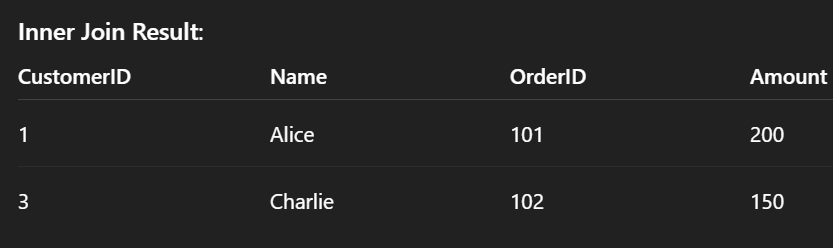 Inner Join Result:
CustomerID Name OrderID Amount
1 Alice 101 200
3 Charlie 102 150